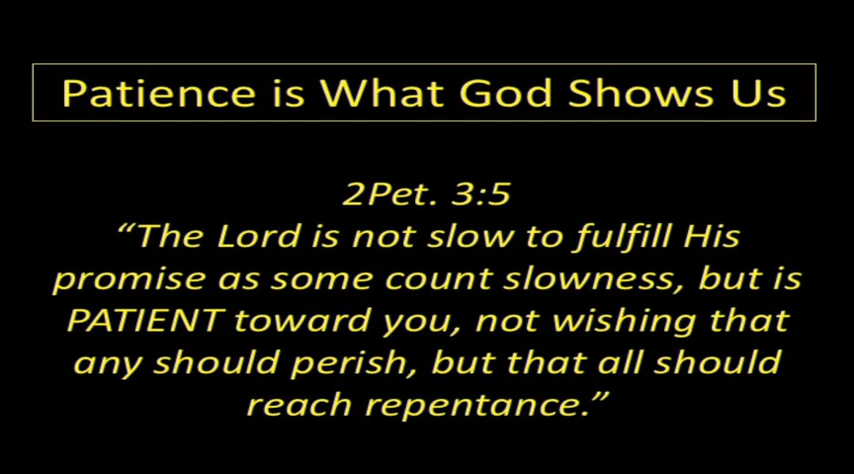 Patience is What God Shows Us
2Pet. 3:5
“The Lord is not slow to fulfill His
promise as some count slowness, but is
PATIENT toward you, not wishing that
any should perish, but that all should
reach repentance.”